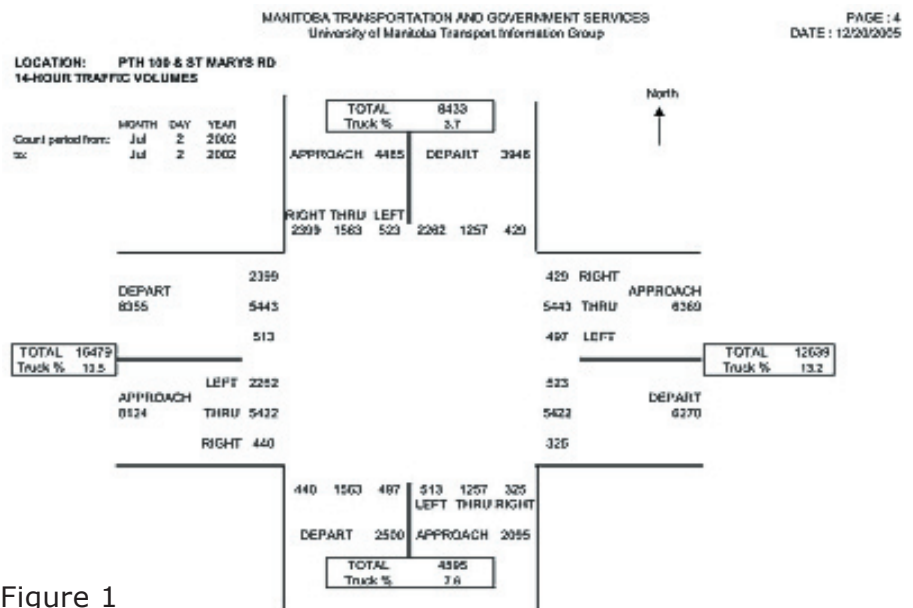 MANITOBA TRANSPORTATION AND GOVERNMENT SERVICES
University of Manitoba Transport Information Group
PAGE : 4
DATE : 12/20/2005
LOCATION: PTH 100 & ST MARYS RD
14-HOUR TRAFFIC VOLUMES
North
MONTH DAY YEAR
Count period from: Jul 2 2002
to: Jul 2 2002
TOTAL 8433
Truck % 3.7
APPROACH 4485 DEPART 3948
RIGHT THRU LEFT
2399 1563 523 2262 1257 429
2399
DEPART
8355
5443
513
429 RIGHT
APPROACH
5443 THRU 6369
497 LEFT
TOTAL 16479
Truck % 13.5
TOTAL 12639
Truck % 13.2
LEFT 2262
APPROACH
8124 THRU 5422
RIGHT 440
523
DEPART
5422 6270
325
440 1563 497 513 1257 325
LEFT THRU RIGHT
DEPART 2500 APPROACH 2095
TOTAL 4595
Truck % 7.6
Figure 1